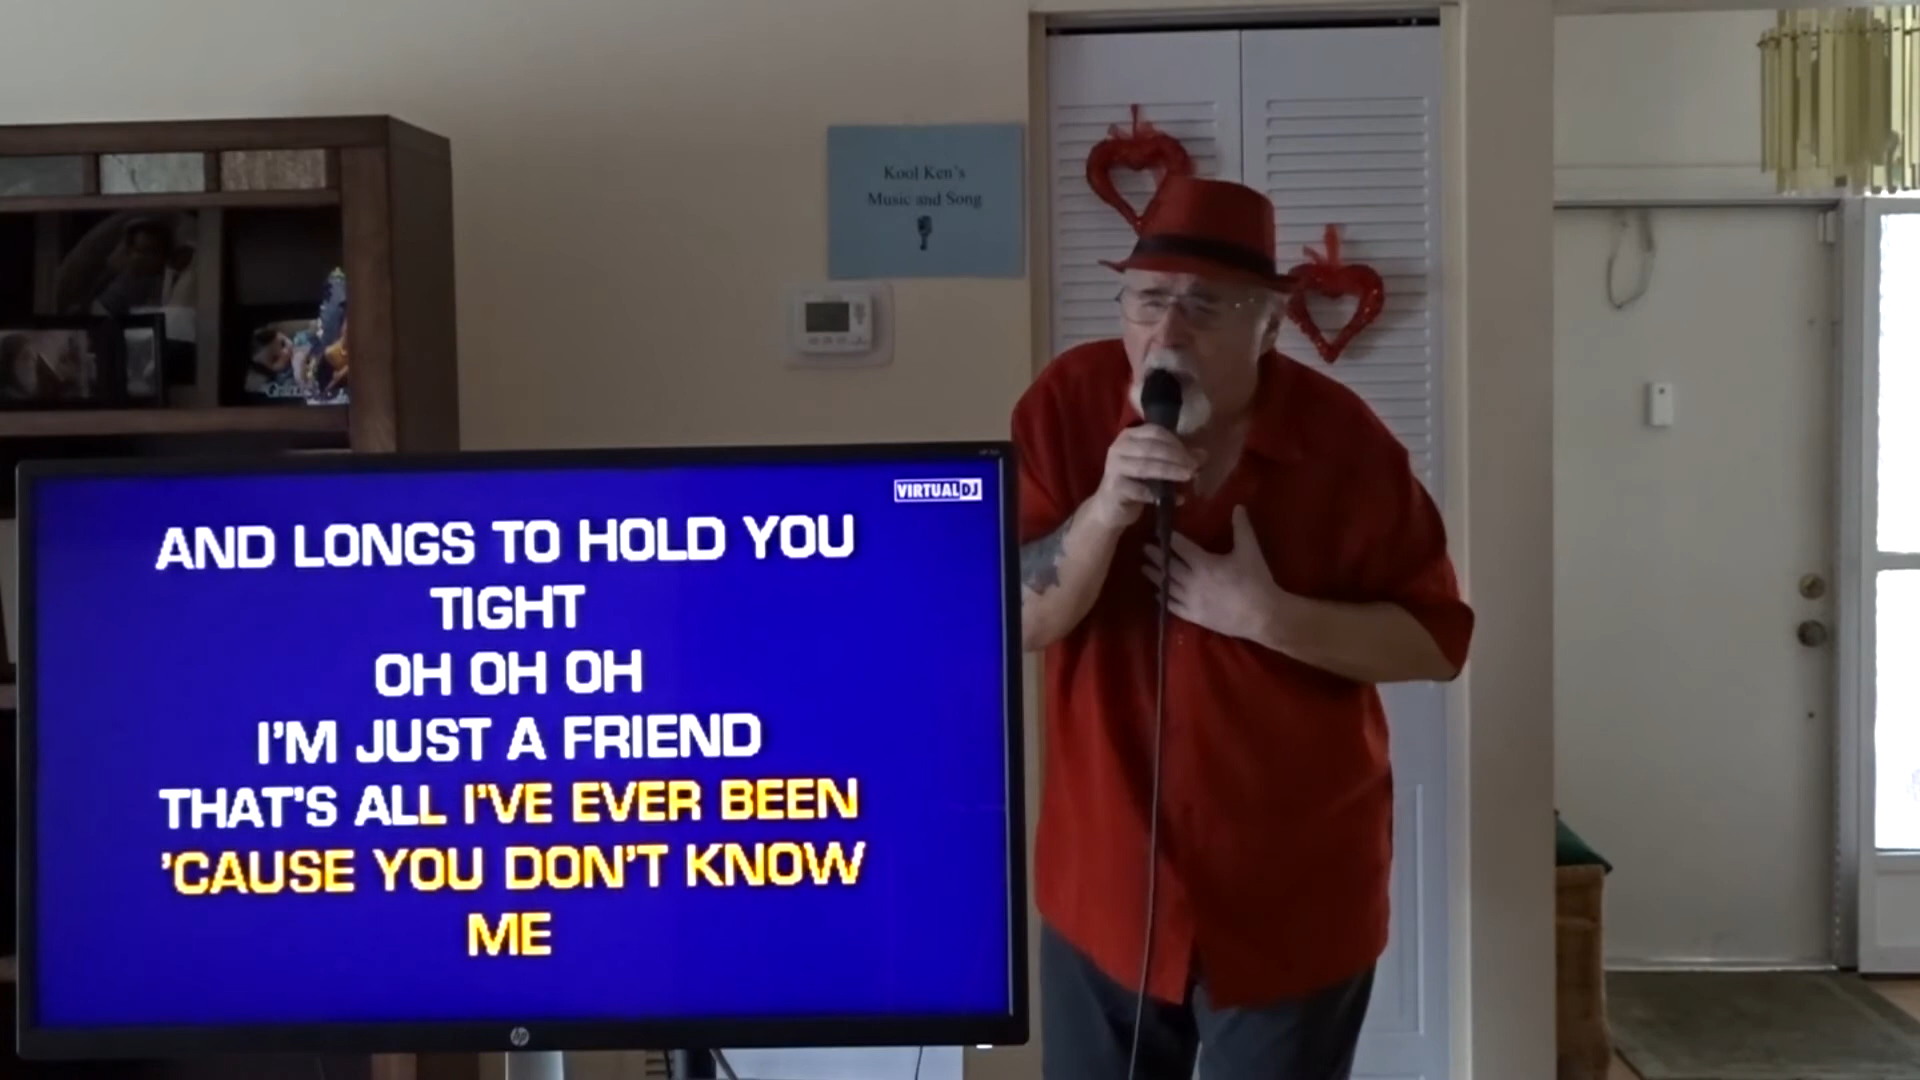 Kool Ken's
Music and Song
VIRTUALDJ
AND LONGS TO HOLD YOU
TIGHT
OH OH OH
I'M JUST A FRIEND
THAT'S ALL I'VE EVER BEEN
'CAUSE YOU DON'T KNOW
ME
hp